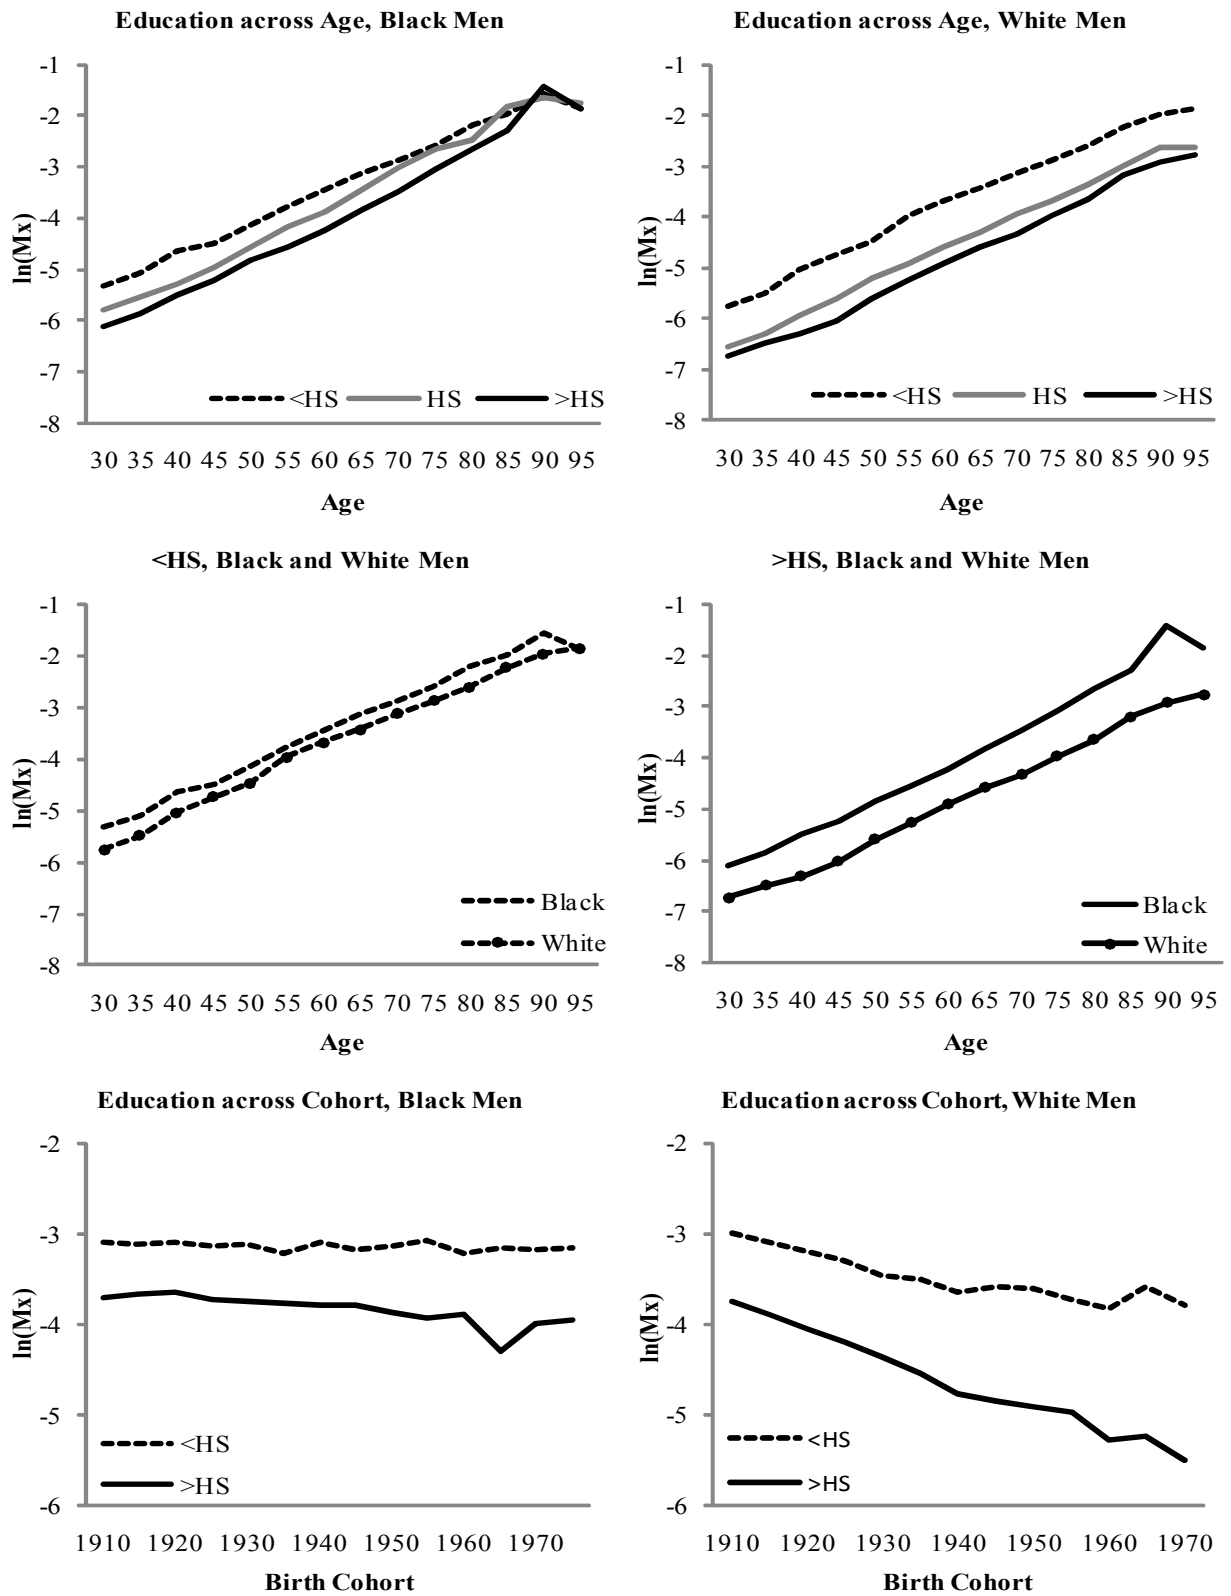 Education across Age, Black Men
-1
-2
-3
-4
-5
-6
-7
-8
ln(Mx)
<HS HS >HS
30 35 40 45 50 55 60 65 70 75 80 85 90 95
Age
Education across Age, White Men
-1
-2
-3
-4
-5
-6
-7
-8
ln(Mx)
<HS HS >HS
30 35 40 45 50 55 60 65 70 75 80 85 90 95
Age
<HS, Black and White Men
-1
-2
-3
-4
-5
-6
-7
-8
ln(Mx)
Black
White
30 35 40 45 50 55 60 65 70 75 80 85 90 95
Age
>HS, Black and White Men
-1
-2
-3
-4
-5
-6
-7
-8
ln(Mx)
Black
White
30 35 40 45 50 55 60 65 70 75 80 85 90 95
Age
Education across Cohort, Black Men
-2
-3
-4
-5
-6
ln(Mx)
<HS
>HS
1910 1920 1930 1940 1950 1960 1970
Birth Cohort
Education across Cohort, White Men
-2
-3
-4
-5
-6
ln(Mx)
<HS
>HS
1910 1920 1930 1940 1950 1960 1970
Birth Cohort